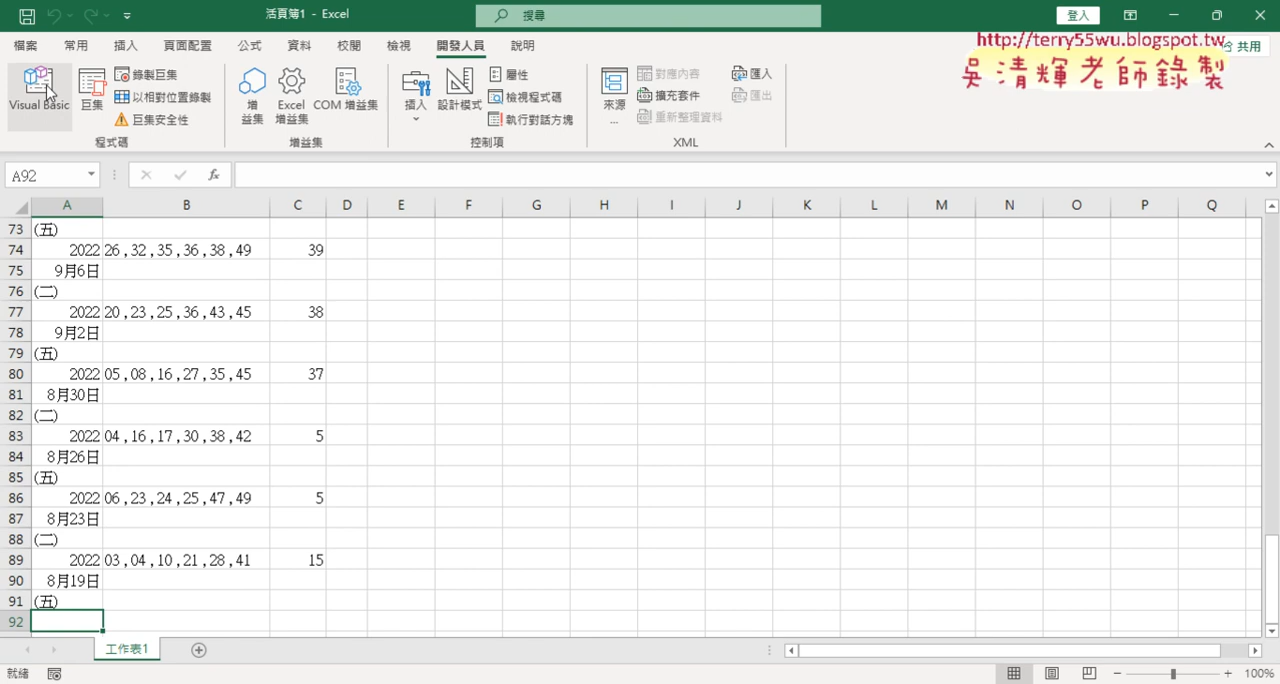 活頁簿1 - Excel
搜尋
登入
檔案 常用 插入 頁面配置 公式 資料 校閱 檢視 開發人員 說明
共用
http://terry55wu.blogspot.tw
吳清輝老師錄製
Visual Basic
巨集
錄製巨集
以相對位置錄製
巨集安全性
程式碼
增益集
Excel 增益集
COM 增益集
增益集
插入
設計模式
屬性
檢視程式碼
執行對話方塊
控制項
來源
...
對應內容
擴充套件
重新整理資料
匯入
匯出
XML
A92
fx
A B C D E F G H I J K L M N O P Q
73 (五)
74 2022 26,32,35,36,38,49 39
75 9月6日
76 (二)
77 2022 20,23,25,36,43,45 38
78 9月2日
79 (五)
80 2022 05,08,16,27,35,45 37
81 8月30日
82 (二)
83 2022 04,16,17,30,38,42 5
84 8月26日
85 (五)
86 2022 06,23,24,25,47,49 5
87 8月23日
88 (二)
89 2022 03,04,10,21,28,41 15
90 8月19日
91 (五)
92
工作表1
就緒
100%